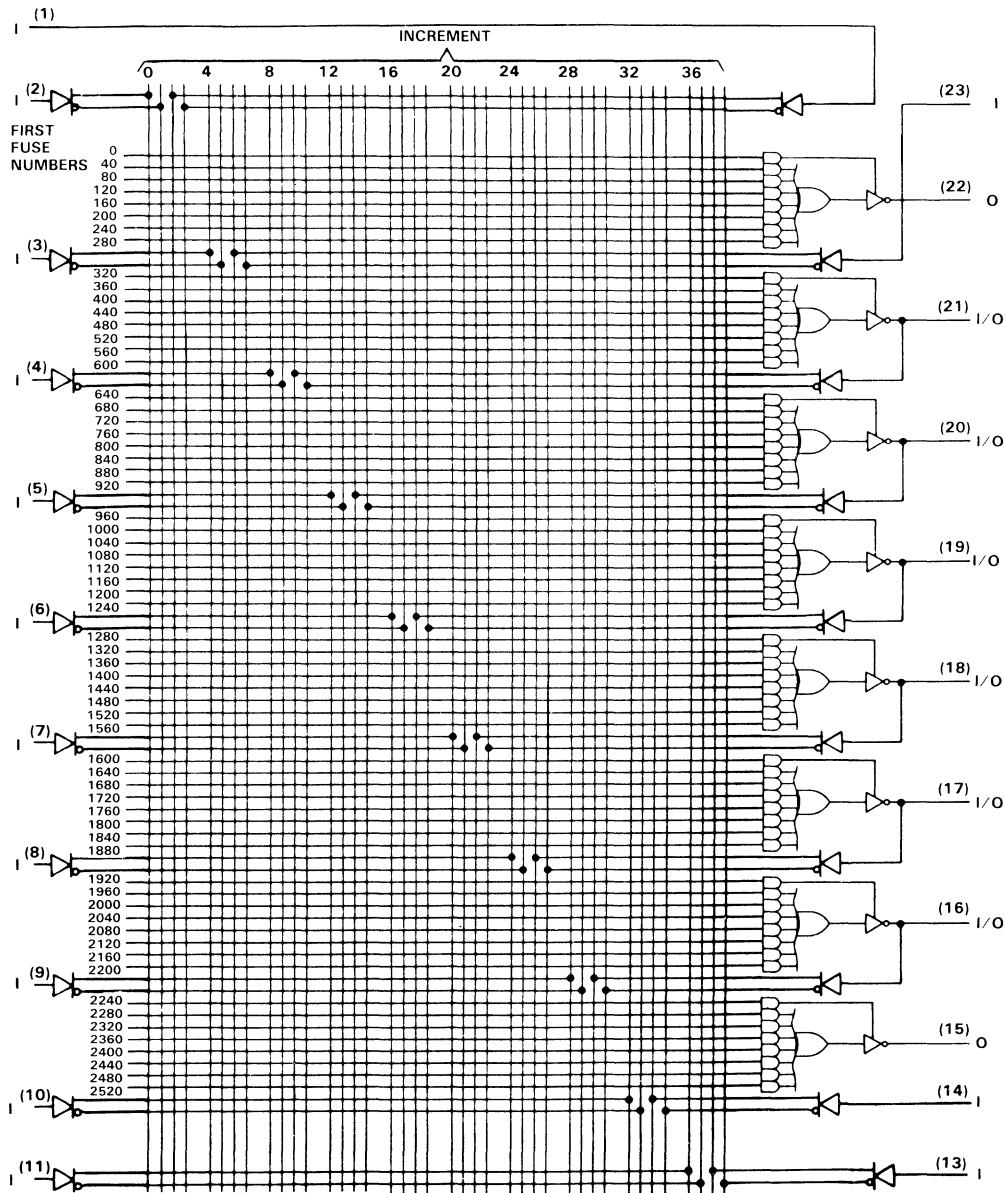 I (1)
INCREMENT
0 4 8 12 16 20 24 28 32 36
I (2)
(23) I
FIRST
FUSE
NUMBERS
0
40
80
120
160
200
240
280
(22) O
I (3)
320
360
400
440
480
520
560
600
(21) I/O
I (4)
640
680
720
760
800
840
880
920
(20) I/O
I (5)
960
1000
1040
1080
1120
1160
1200
1240
(19) I/O
I (6)
1280
1320
1360
1400
1440
1480
1520
1560
(18) I/O
I (7)
1600
1640
1680
1720
1760
1800
1840
1880
(17) I/O
I (8)
1920
1960
2000
2040
2080
2120
2160
2200
(16) I/O
I (9)
2240
2280
2320
2360
2400
2440
2480
2520
(15) O
I (10)
(14) I
I (11)
(13) I